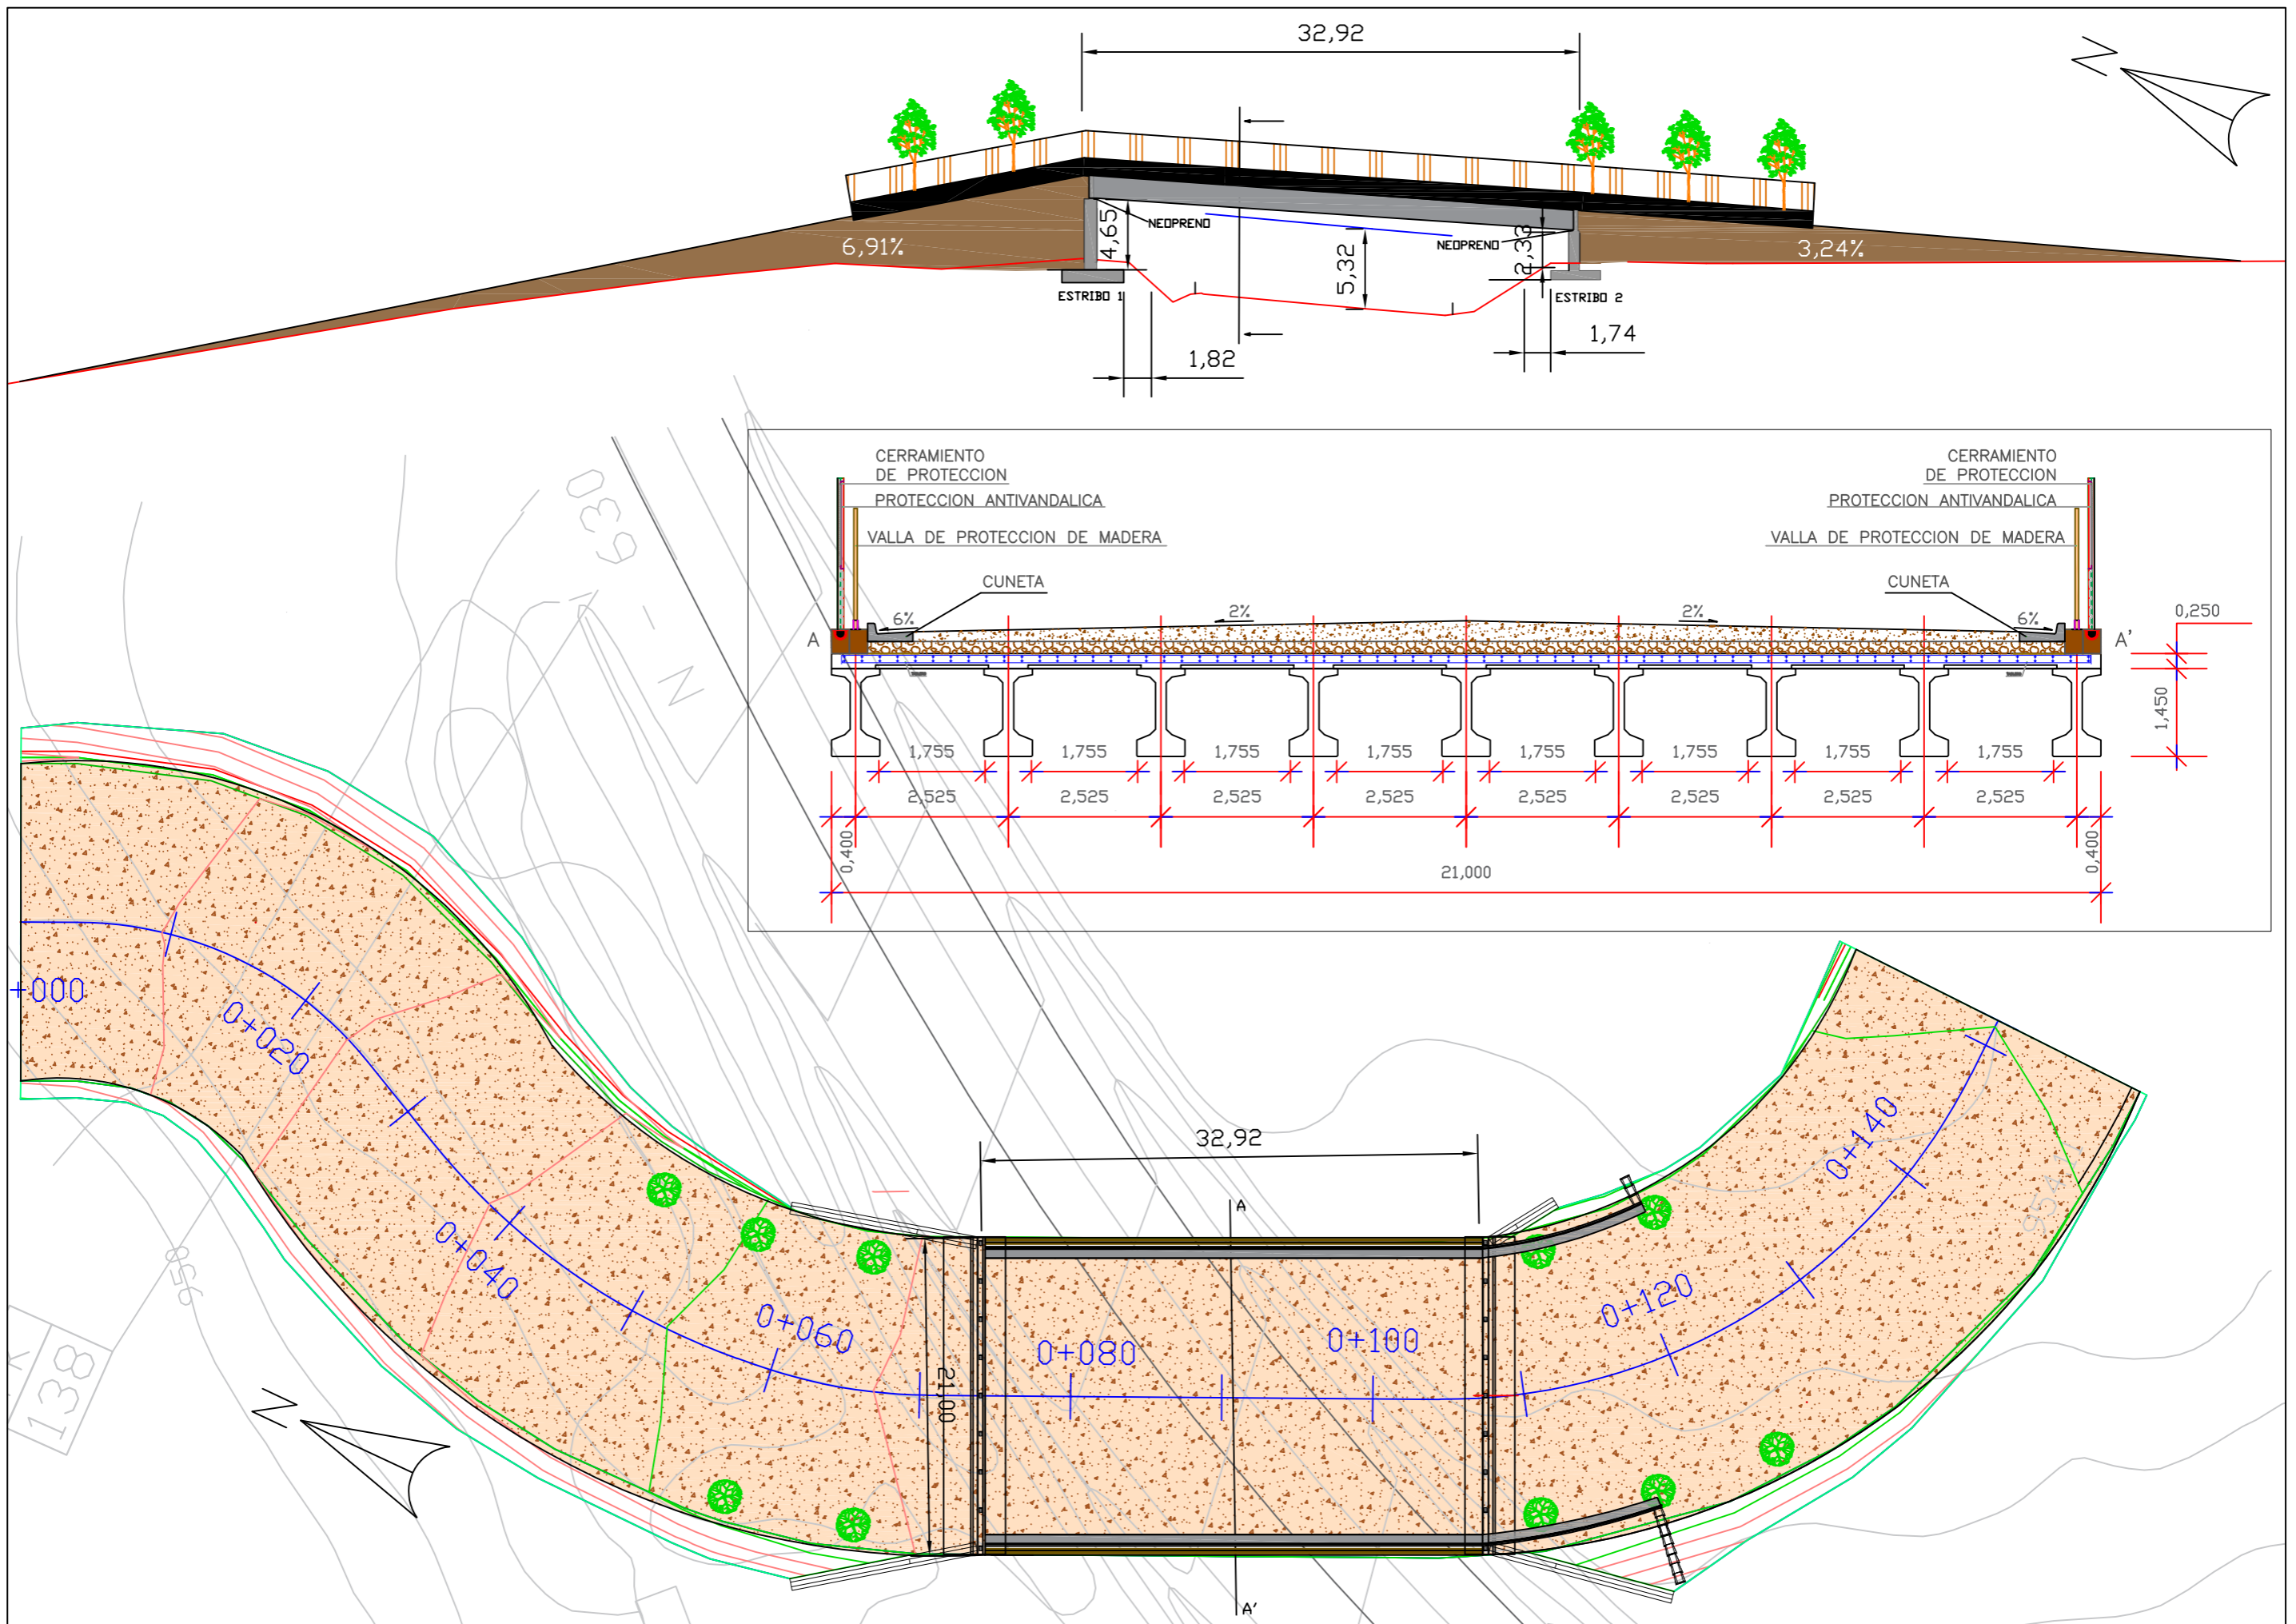 32,92
N
6,91%
4,65
NEOPRENO
5,32
NEOPRENO
2,33
3,24%
ESTRIBO 1
ESTRIBO 2
1,82
1,74
CERRAMIENTO
DE PROTECCION
PROTECCION ANTIVANDALICA
VALLA DE PROTECCION DE MADERA
CUNETA
CERRAMIENTO
DE PROTECCION
PROTECCION ANTIVANDALICA
VALLA DE PROTECCION DE MADERA
CUNETA
6%
2%
2%
6%
0,250
A
A'
1,450
1,755
1,755
1,755
1,755
1,755
1,755
1,755
1,755
2,525
2,525
2,525
2,525
2,525
2,525
2,525
2,525
0,400
0,400
21,000
N-I-630
+000
0+020
0+040
0+060
0+080
0+100
0+120
0+140
32,92
21,00
A
A'
958
138
N